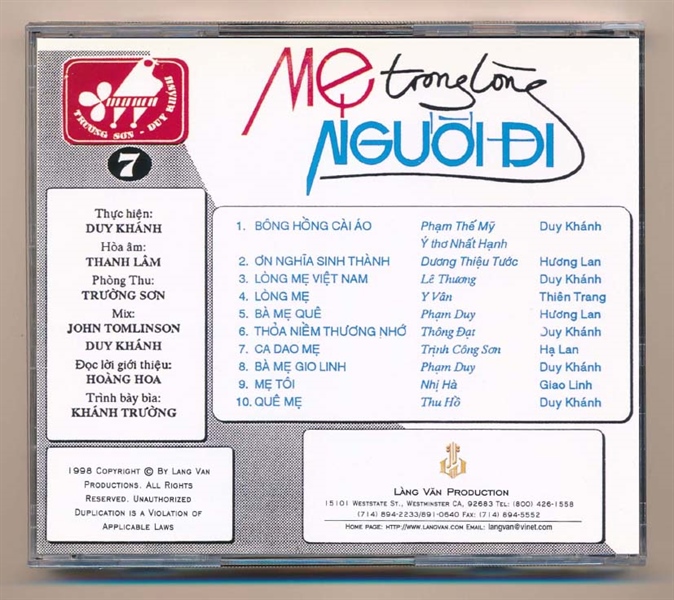 TRƯỜNG SƠN - DUY KHÁNH
7
MẸ trong lòng
NGƯỜI ĐI
Thực hiện:
DUY KHÁNH
Hòa âm:
THANH LÂM
Phòng Thu:
TRƯỜNG SƠN
Mix:
JOHN TOMLINSON
DUY KHÁNH
Đọc lời giới thiệu:
HOÀNG HOA
Trình bày bìa:
KHÁNH TRƯỜNG
1. BÔNG HỒNG CÀI ÁO Phạm Thế Mỹ Duy Khánh
Ý thơ Nhất Hạnh
2. ƠN NGHĨA SINH THÀNH Dương Thiệu Tước Hương Lan
3. LÒNG MẸ VIỆT NAM Lê Thương Duy Khánh
4. LÒNG MẸ Y Vân Thiên Trang
5. BÀ MẸ QUÊ Phạm Duy Hương Lan
6. THỎA NIỀM THƯƠNG NHỚ Thông Đạt Duy Khánh
7. CA DAO MẸ Trịnh Công Sơn Hạ Lan
8. BÀ MẸ GIO LINH Phạm Duy Duy Khánh
9. MẸ TÔI Nhị Hà Giao Linh
10. QUÊ MẸ Thu Hồ Duy Khánh
1998 COPYRIGHT © BY LANG VAN
PRODUCTIONS. ALL RIGHTS
RESERVED. UNAUTHORIZED
DUPLICATION IS A VIOLATION OF
APPLICABLE LAWS
LÀNG VĂN PRODUCTION
15101 WESTSTATE ST., WESTMINSTER CA, 92683 TEL: (800) 426-1558
(714) 894-2233/891-0640 FAX: (714) 894-5552
HOME PAGE: HTTP://WWW.LANGVAN.COM EMAIL: langvan@vinet.com